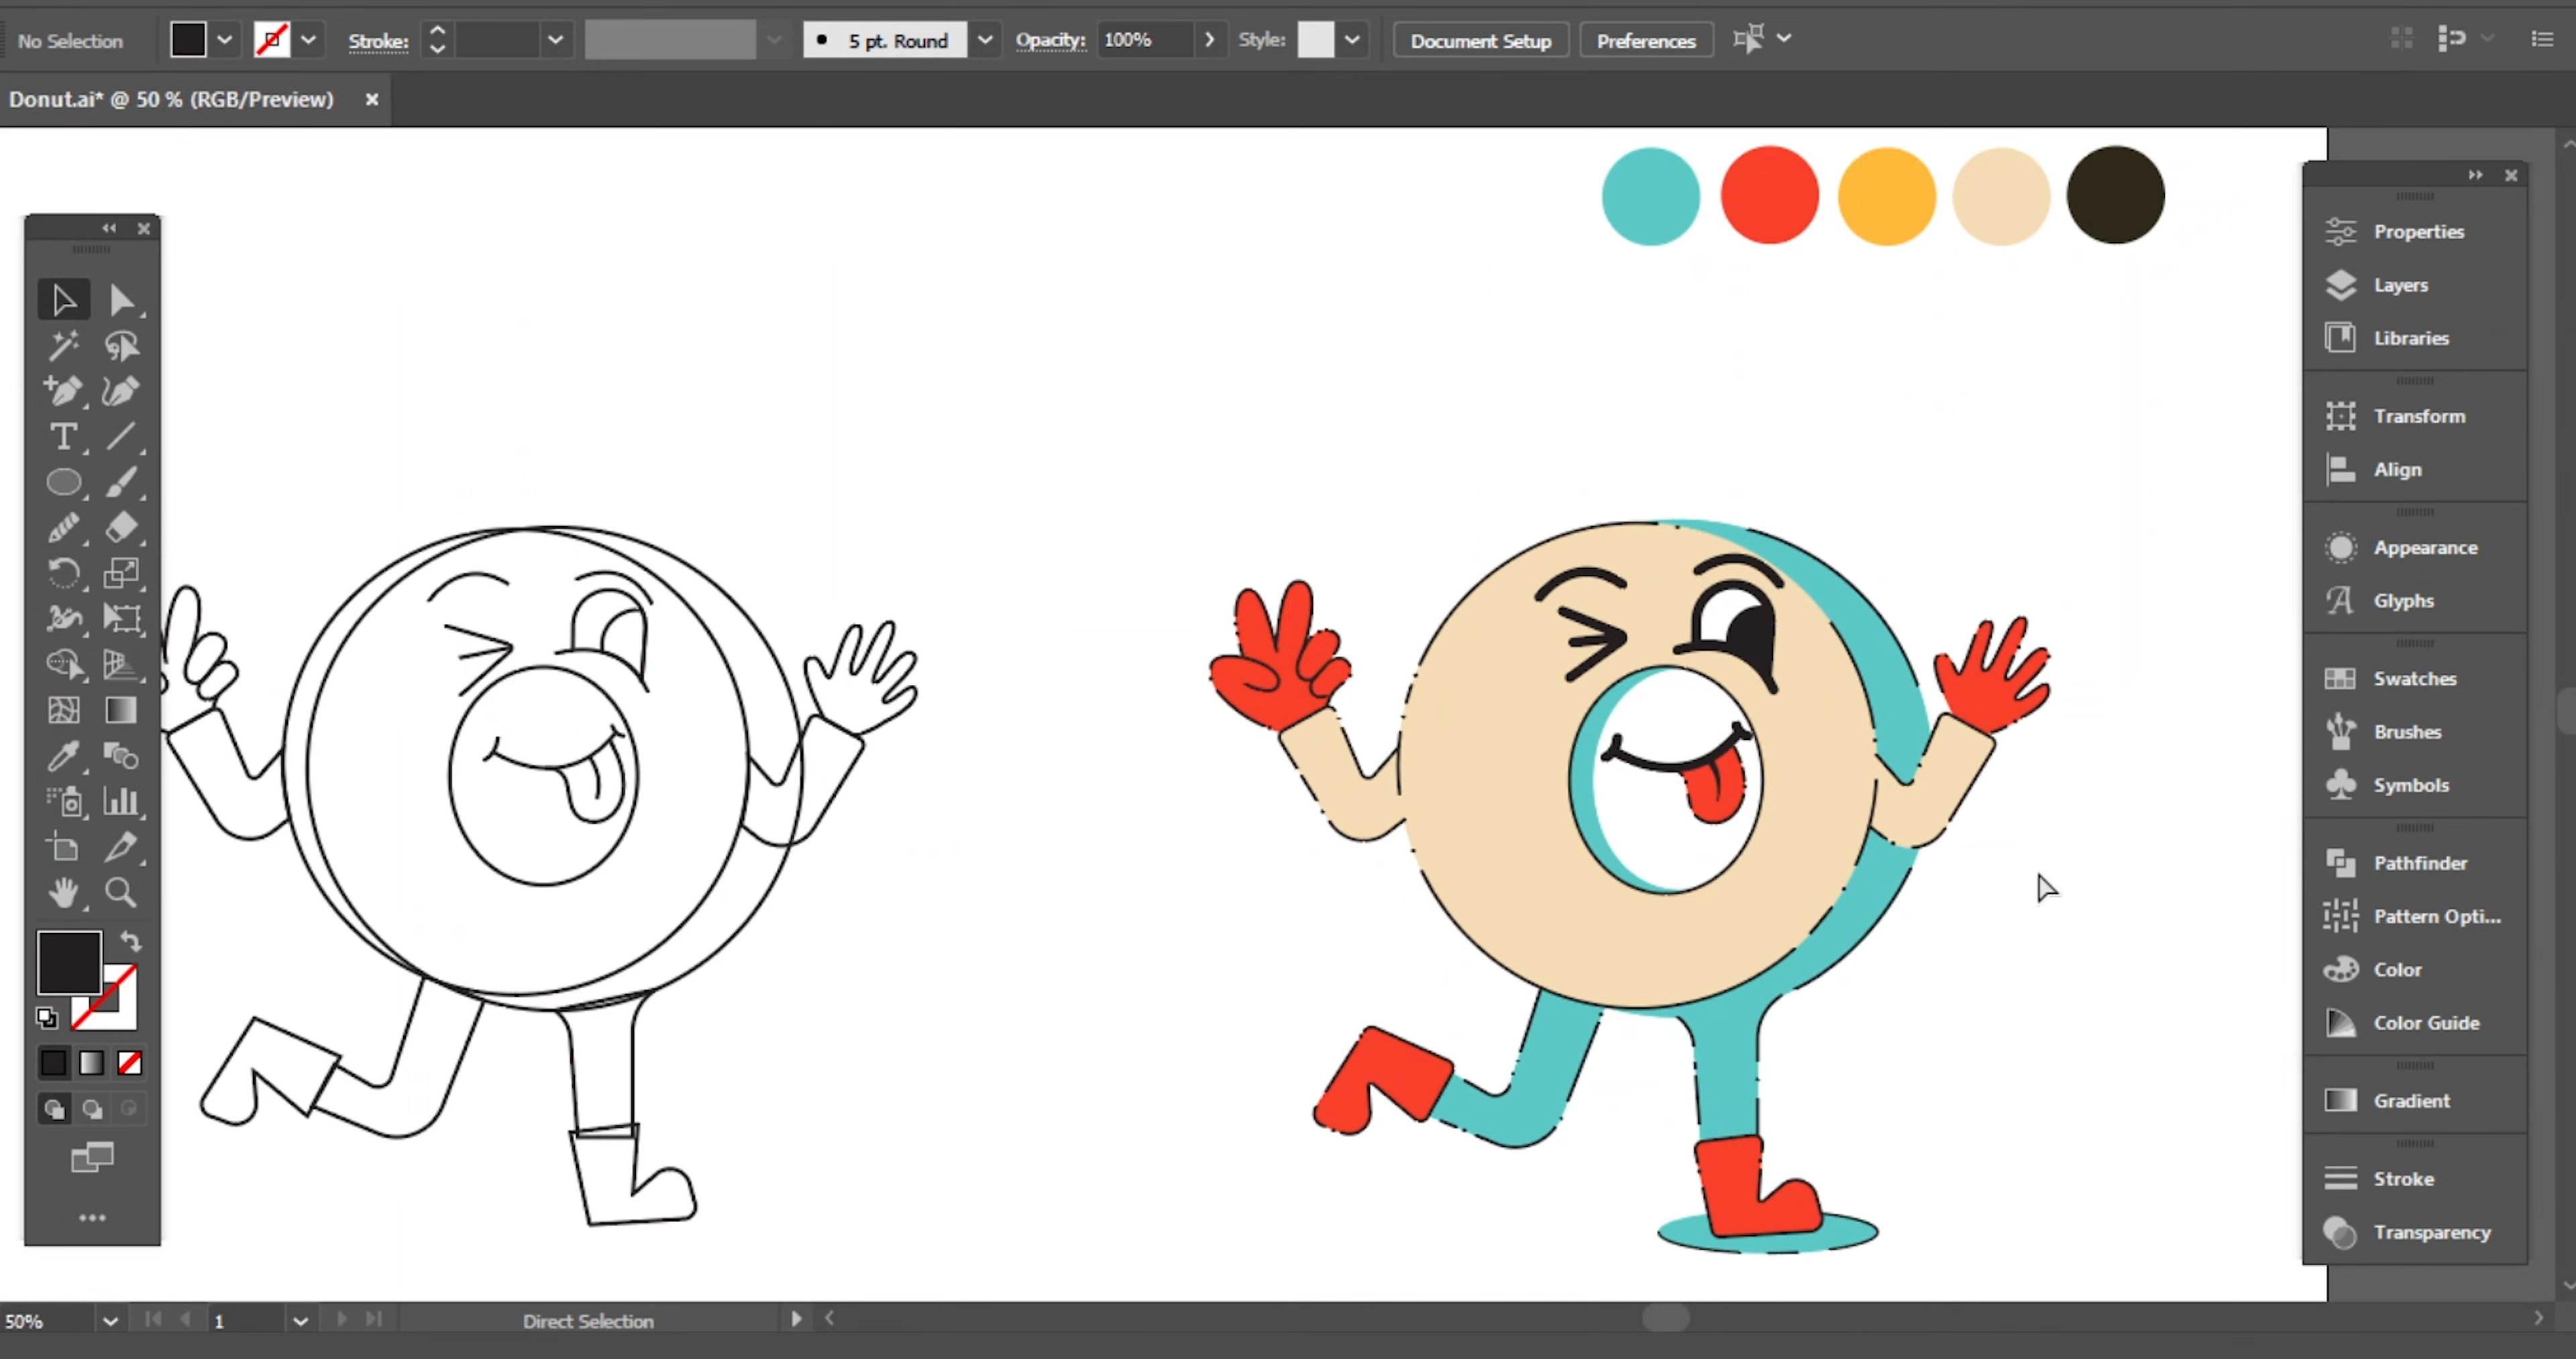 No Selection
Stroke:
5 pt. Round
Opacity: 100%
Style:
Document Setup
Preferences
Donut.ai* @ 50 % (RGB/Preview)
Properties
Layers
Libraries
Transform
Align
Appearance
Glyphs
Swatches
Brushes
Symbols
Pathfinder
Pattern Opti...
Color
Color Guide
Gradient
Stroke
Transparency
50%
1
Direct Selection